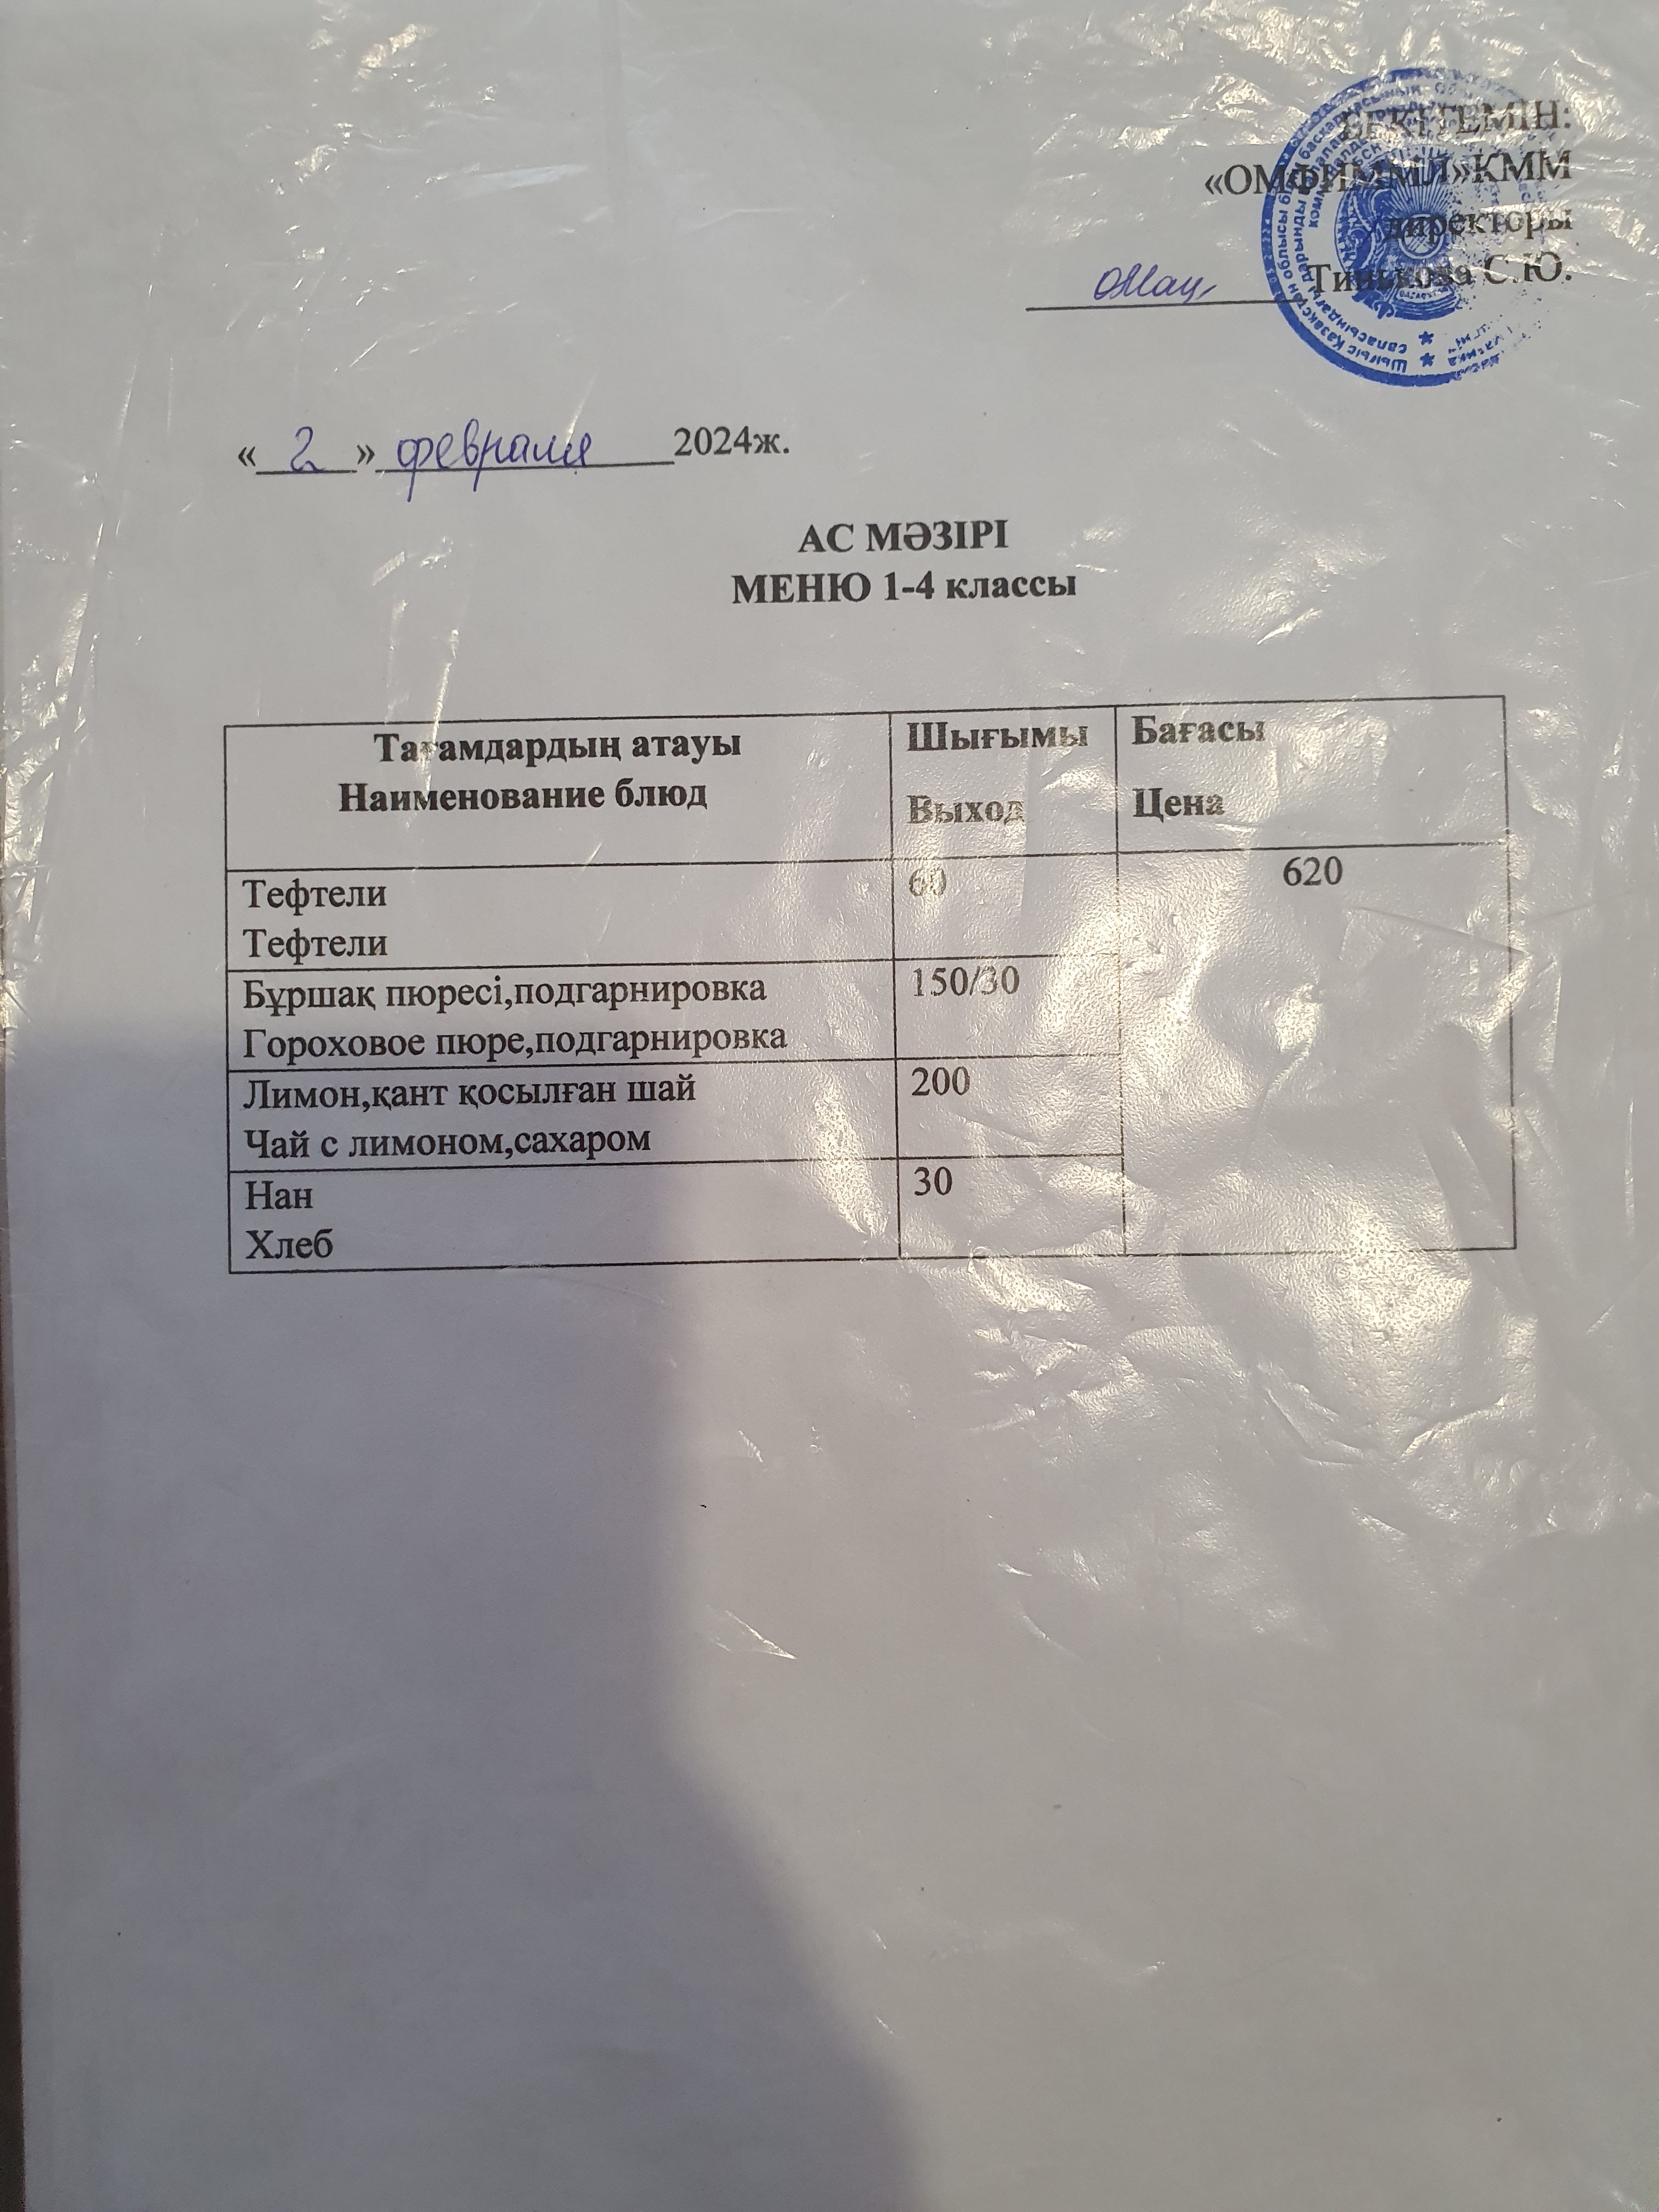 БЕКІТЕМІН:
«ОМФИММІЛ»КММ
директоры
Тинькова С.Ю.
«2» февраля 2024ж.
АС МӘЗІРІ
МЕНЮ 1-4 классы
Тағамдардың атауы
Наименование блюд
Шығымы
Выход
Бағасы
Цена
Тефтели
Тефтели
60
620
Бұршақ пюресі,подгарнировка
Гороховое пюре,подгарнировка
150/30
Лимон,қант қосылған шай
Чай с лимоном,сахаром
200
Нан
Хлеб
30